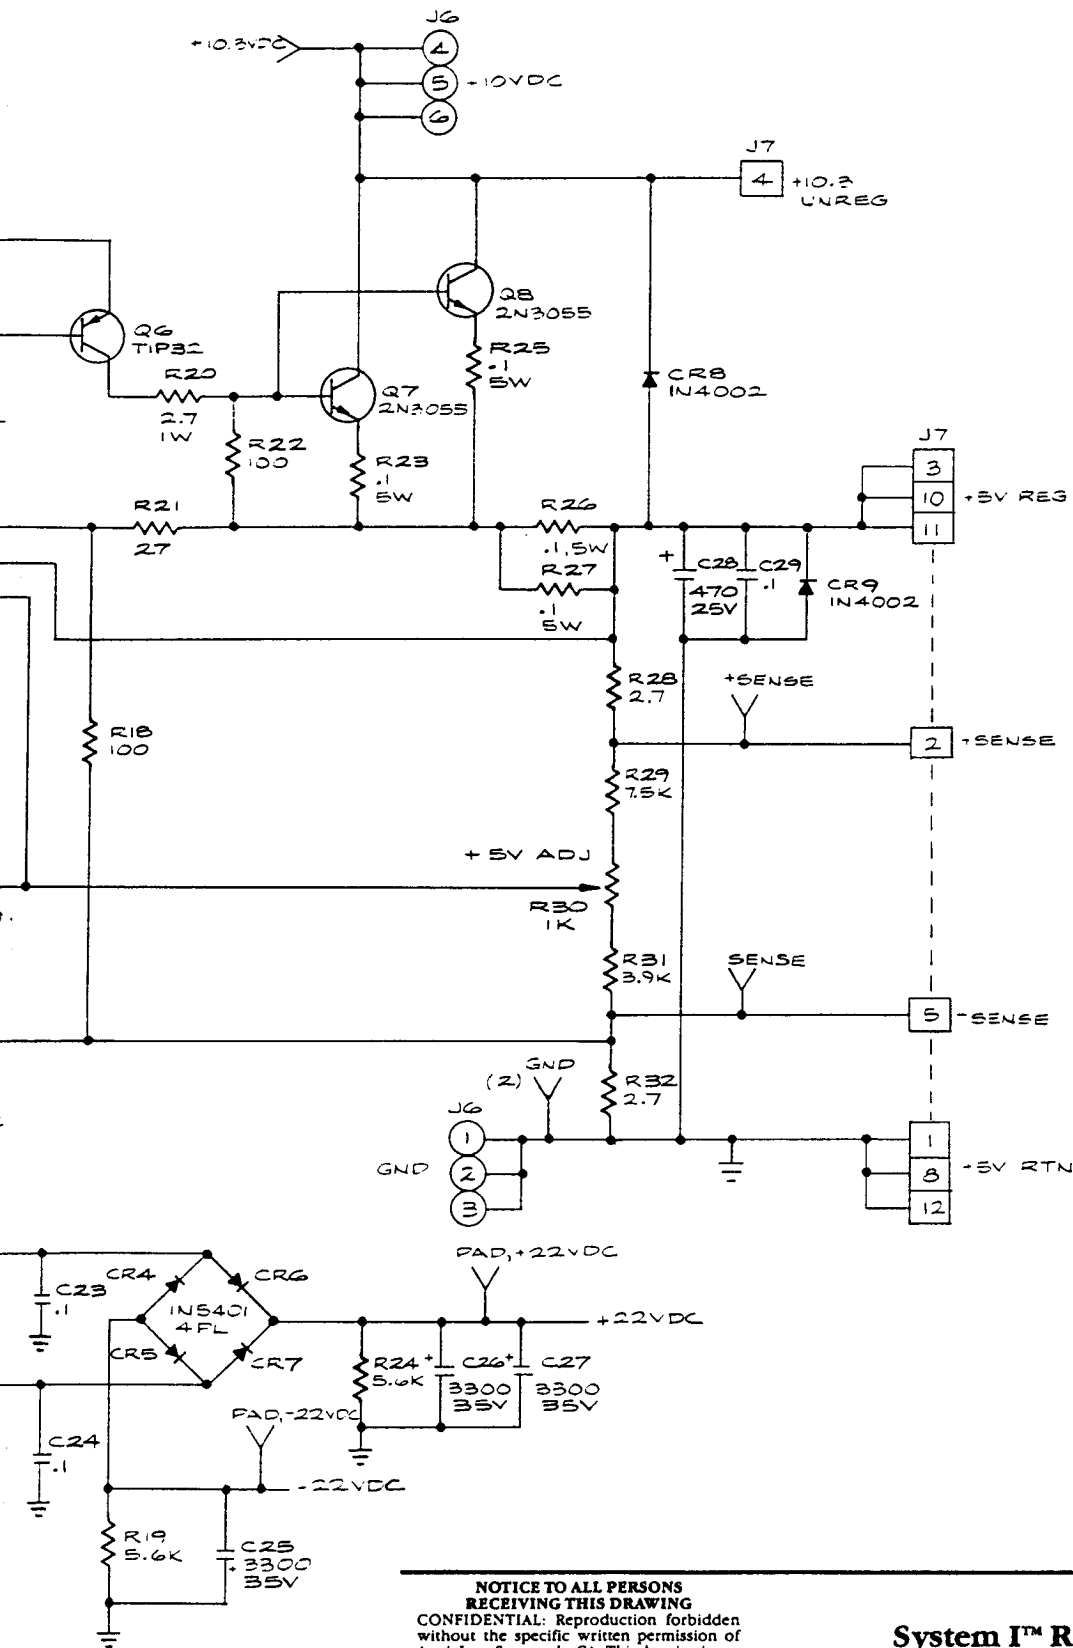 J6
+10.3VDC
4
5
+10VDC
6
J7
4
+10.3
UNREG
Q8
2N3055
Q6
TIP32
R25
.1
5W
R20
2.7
1W
Q7
2N3055
CR8
1N4002
R22
100
R23
.1
5W
J7
3
10
+5V REG
11
R21
27
R26
.1,5W
R27
.1
5W
+
C28
470
25V
C29
.1
CR9
1N4002
R28
2.7
+SENSE
2
+SENSE
R18
100
R29
7.5K
+5V ADJ
R30
1K
R31
3.9K
SENSE
5
-SENSE
GND
(2)
R32
2.7
J6
1
GND
2
3
1
8
+5V RTN
12
PAD,+22VDC
CR4
CR6
C23
.1
1N5401
4PL
+22VDC
CR5
CR7
R24
5.6K
+
C26
3300
35V
+
C27
3300
35V
PAD,-22VDC
C24
.1
-22VDC
R19
5.6K
C25
+
3300
35V
NOTICE TO ALL PERSONS
RECEIVING THIS DRAWING
CONFIDENTIAL: Reproduction forbidden
without the specific written permission of
System I™ R